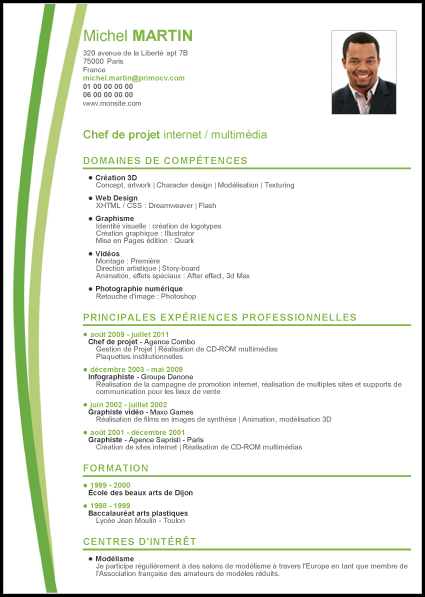 Michel MARTIN
320 avenue de la Liberté apt 7B
75000 Paris
France
michel.martin@primocv.com
01 00 00 00 00
06 00 00 00 00
www.monsite.com
Chef de projet internet / multimédia
DOMAINES DE COMPÉTENCES
• Création 3D
Concept, artwork | Character design | Modélisation | Texturing
• Web Design
XHTML / CSS : Dreamweaver | Flash
• Graphisme
Identité visuelle : création de logotypes
Création graphique : Illustrator
Mise en Pages édition : Quark
• Vidéos
Montage : Première
Direction artistique | Story-board
Animation, effets spéciaux : After effect, 3d Max
• Photographie numérique
Retouche d'image : Photoshop
PRINCIPALES EXPÉRIENCES PROFESSIONNELLES
• août 2009 - juillet 2011
Chef de projet - Agence Combo
Gestion de Projet | Réalisation de CD-ROM multimédias
Plaquettes institutionnelles
• décembre 2003 - mai 2009
Infographiste - Groupe Danone
Réalisation de la campagne de promotion internet, réalisation de multiples sites et supports de
communication pour les lieux de vente
• juin 2002 - juillet 2002
Graphiste vidéo - Maxo Games
Réalisation de films en images de synthèse | Animation, modélisation 3D
• août 2001 - décembre 2001
Graphiste - Agence Sapristi - Paris
Création de sites internet | Réalisation de CD-ROM multimédias
FORMATION
• 1999 - 2000
École des beaux arts de Dijon
• 1998 - 1999
Baccalauréat arts plastiques
Lycée Jean Moulin - Toulon
CENTRES D'INTÉRÊT
• Modélisme
Je participe régulièrement à des salons de modélisme à travers l'Europe en tant que membre de
l'Association française des amateurs de modèles réduits.